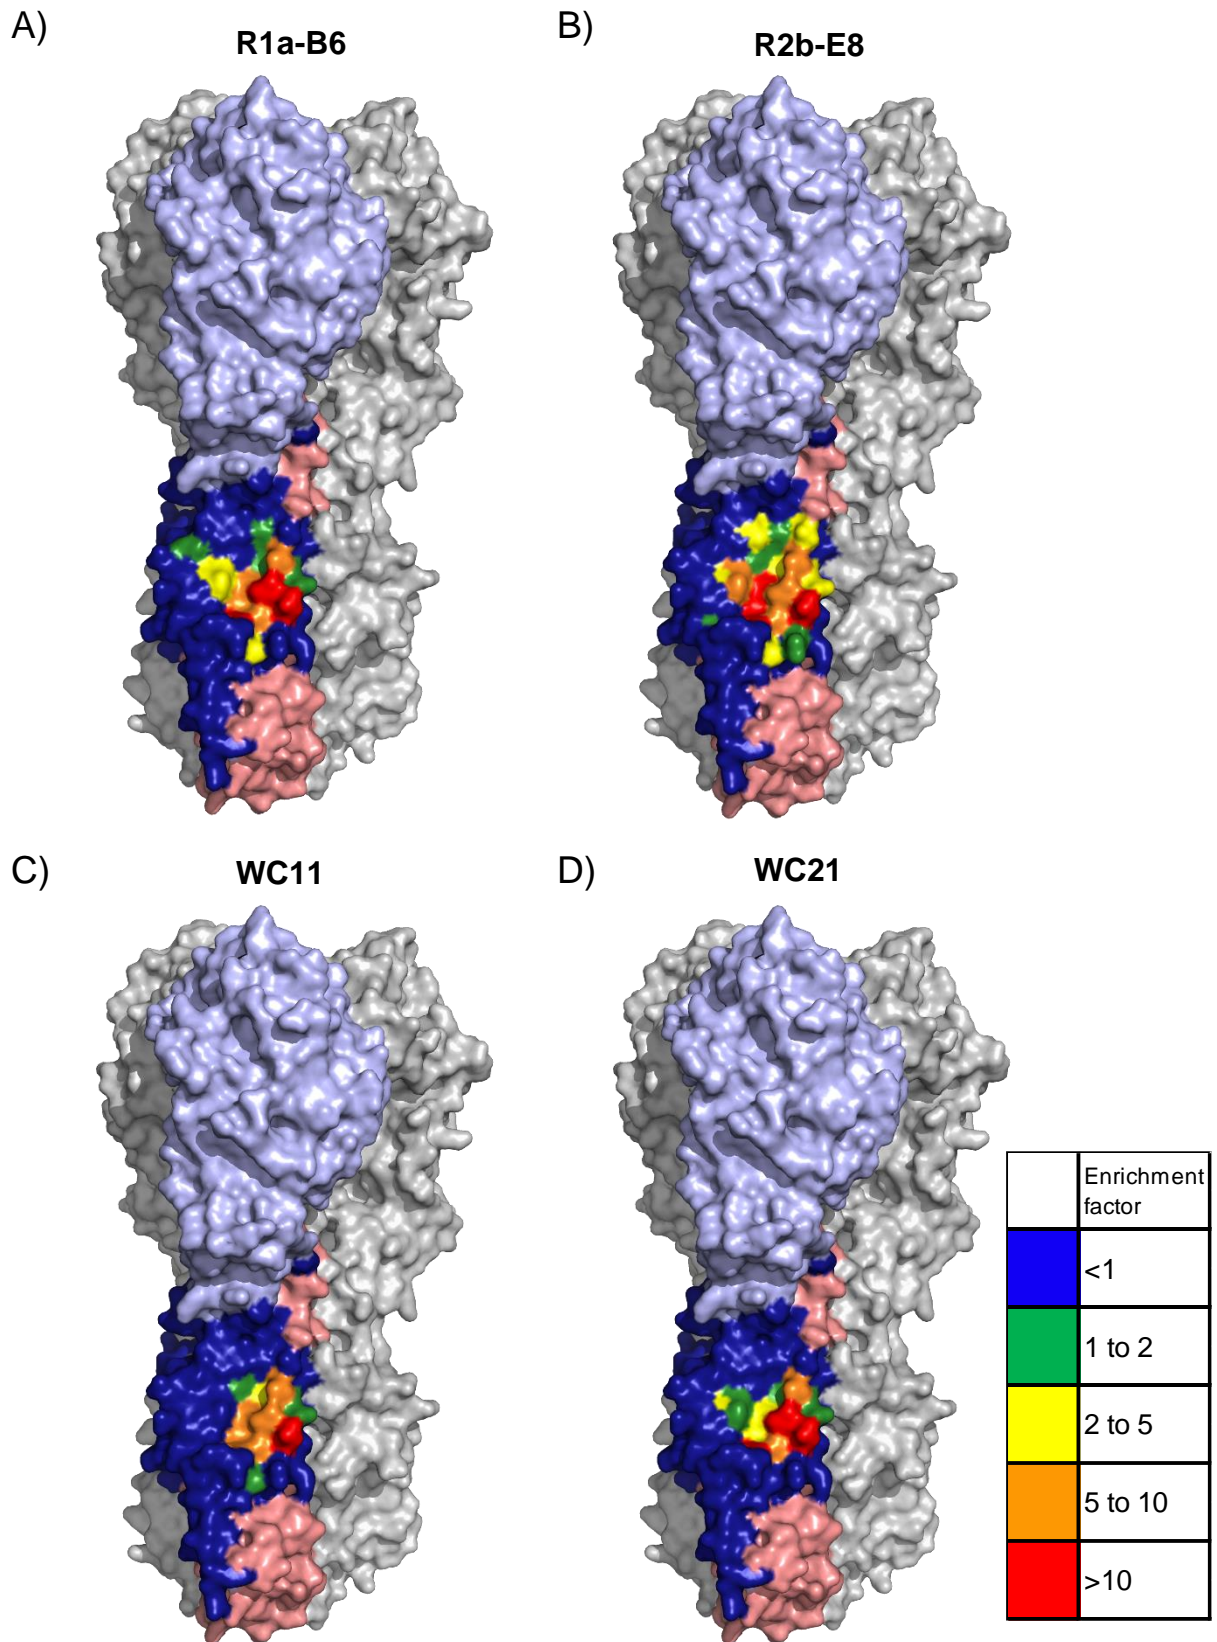 A)
R1a-B6
B)
R2b-E8
C)
WC11
D)
WC21
Enrichment
factor
<1
1 to 2
2 to 5
5 to 10
>10